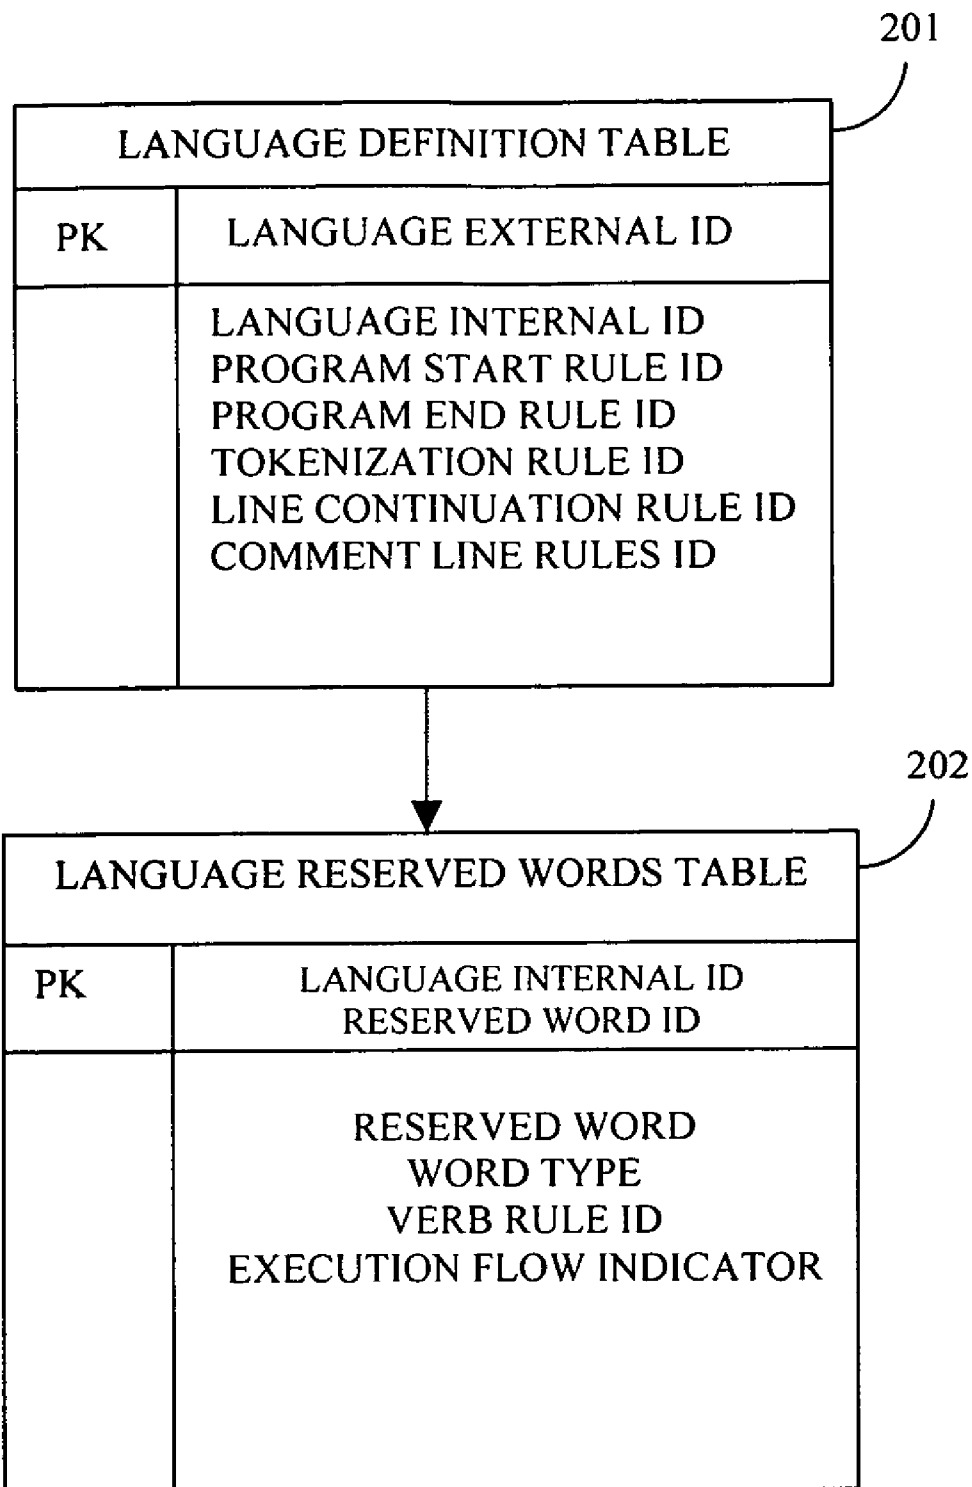 201
LANGUAGE DEFINITION TABLE
PK
LANGUAGE EXTERNAL ID
LANGUAGE INTERNAL ID
PROGRAM START RULE ID
PROGRAM END RULE ID
TOKENIZATION RULE ID
LINE CONTINUATION RULE ID
COMMENT LINE RULES ID
202
LANGUAGE RESERVED WORDS TABLE
PK
LANGUAGE INTERNAL ID
RESERVED WORD ID
RESERVED WORD
WORD TYPE
VERB RULE ID
EXECUTION FLOW INDICATOR